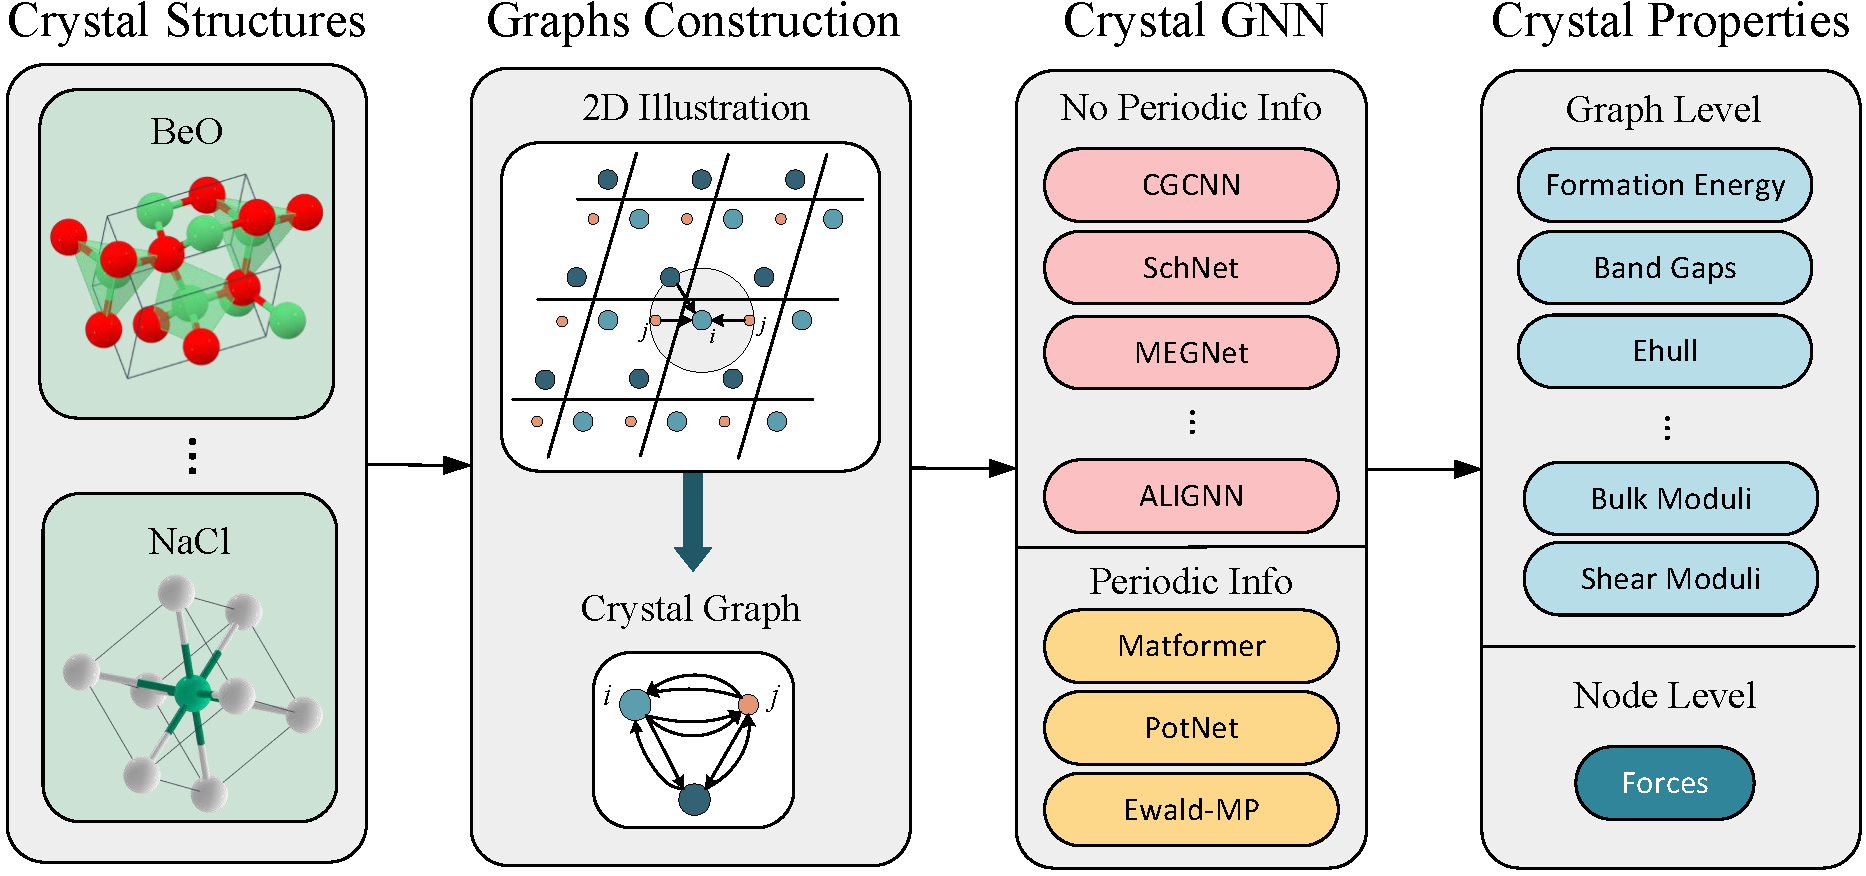 Crystal Structures
BeO
⋮
NaCl
Graphs Construction
2D Illustration
j
i
j
Crystal Graph
i
j
Crystal GNN
No Periodic Info
CGCNN
SchNet
MEGNet
⋮
ALIGNN
Periodic Info
Matformer
PotNet
Ewald-MP
Crystal Properties
Graph Level
Formation Energy
Band Gaps
Ehull
⋮
Bulk Moduli
Shear Moduli
Node Level
Forces